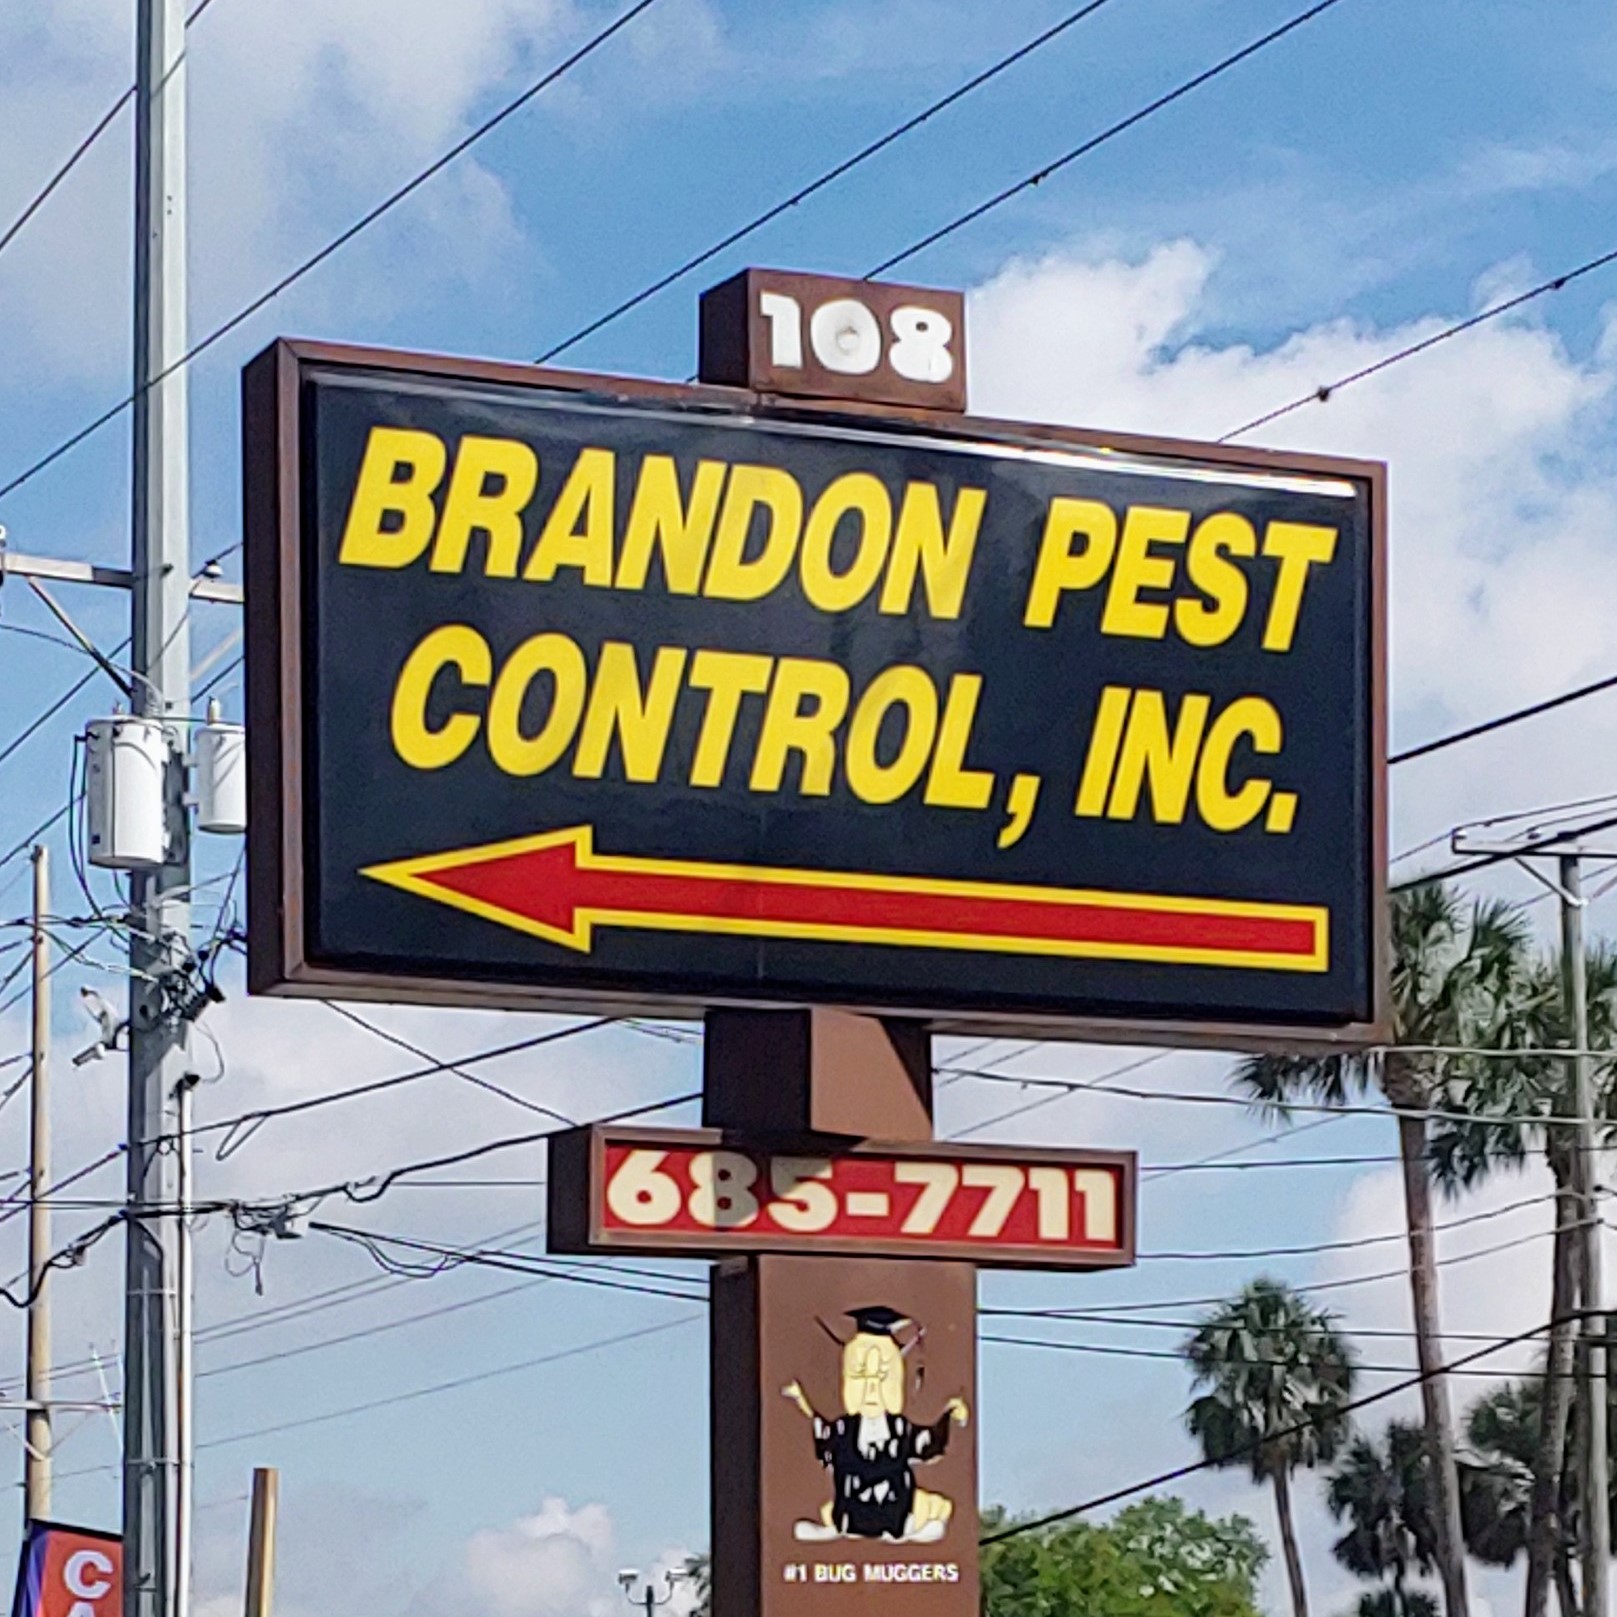 108
BRANDON PEST
CONTROL, INC.
685-7711
#1 BUG MUGGERS
C